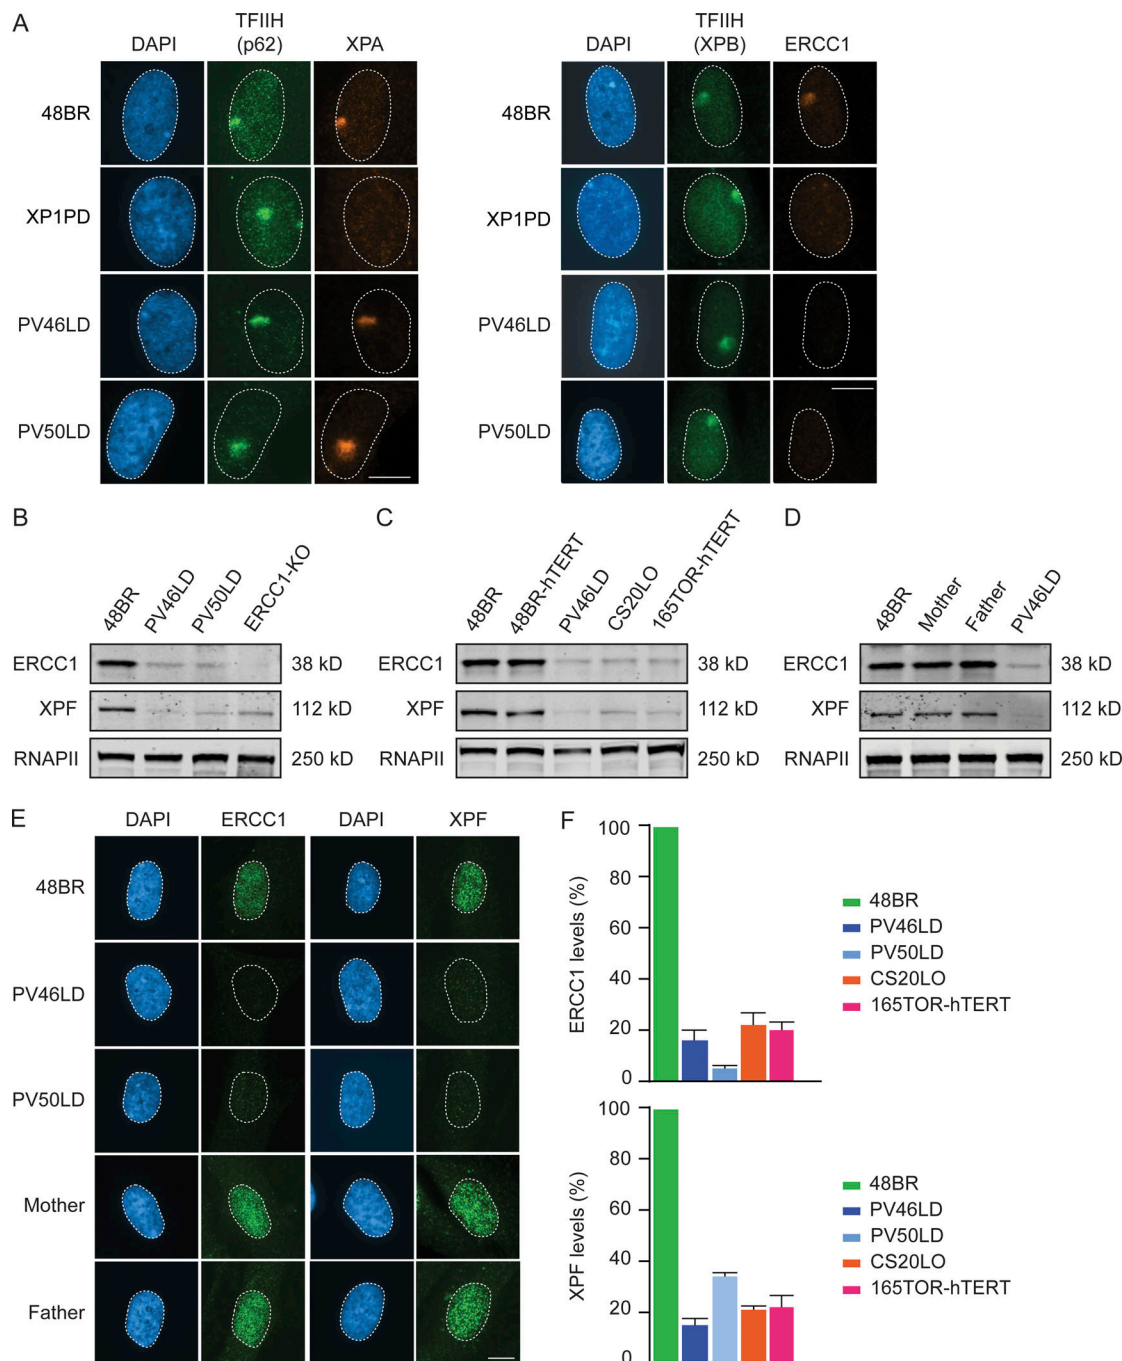 A
DAPI
TFIIH
(p62)
XPA
DAPI
TFIIH
(XPB)
ERCC1
48BR
XP1PD
PV46LD
PV50LD
48BR
XP1PD
PV46LD
PV50LD
B
48BR
PV46LD
PV50LD
ERCC1-KO
ERCC1
38 kD
XPF
112 kD
RNAPII
250 kD
C
48BR
48BR-hTERT
PV46LD
CS20LO
165TOR-hTERT
ERCC1
38 kD
XPF
112 kD
RNAPII
250 kD
D
48BR
Mother
Father
PV46LD
ERCC1
38 kD
XPF
112 kD
RNAPII
250 kD
E
DAPI
ERCC1
DAPI
XPF
48BR
PV46LD
PV50LD
Mother
Father
F
ERCC1 levels (%)
100
80
60
40
20
0
48BR
PV46LD
PV50LD
CS20LO
165TOR-hTERT
XPF levels (%)
100
80
60
40
20
0
48BR
PV46LD
PV50LD
CS20LO
165TOR-hTERT